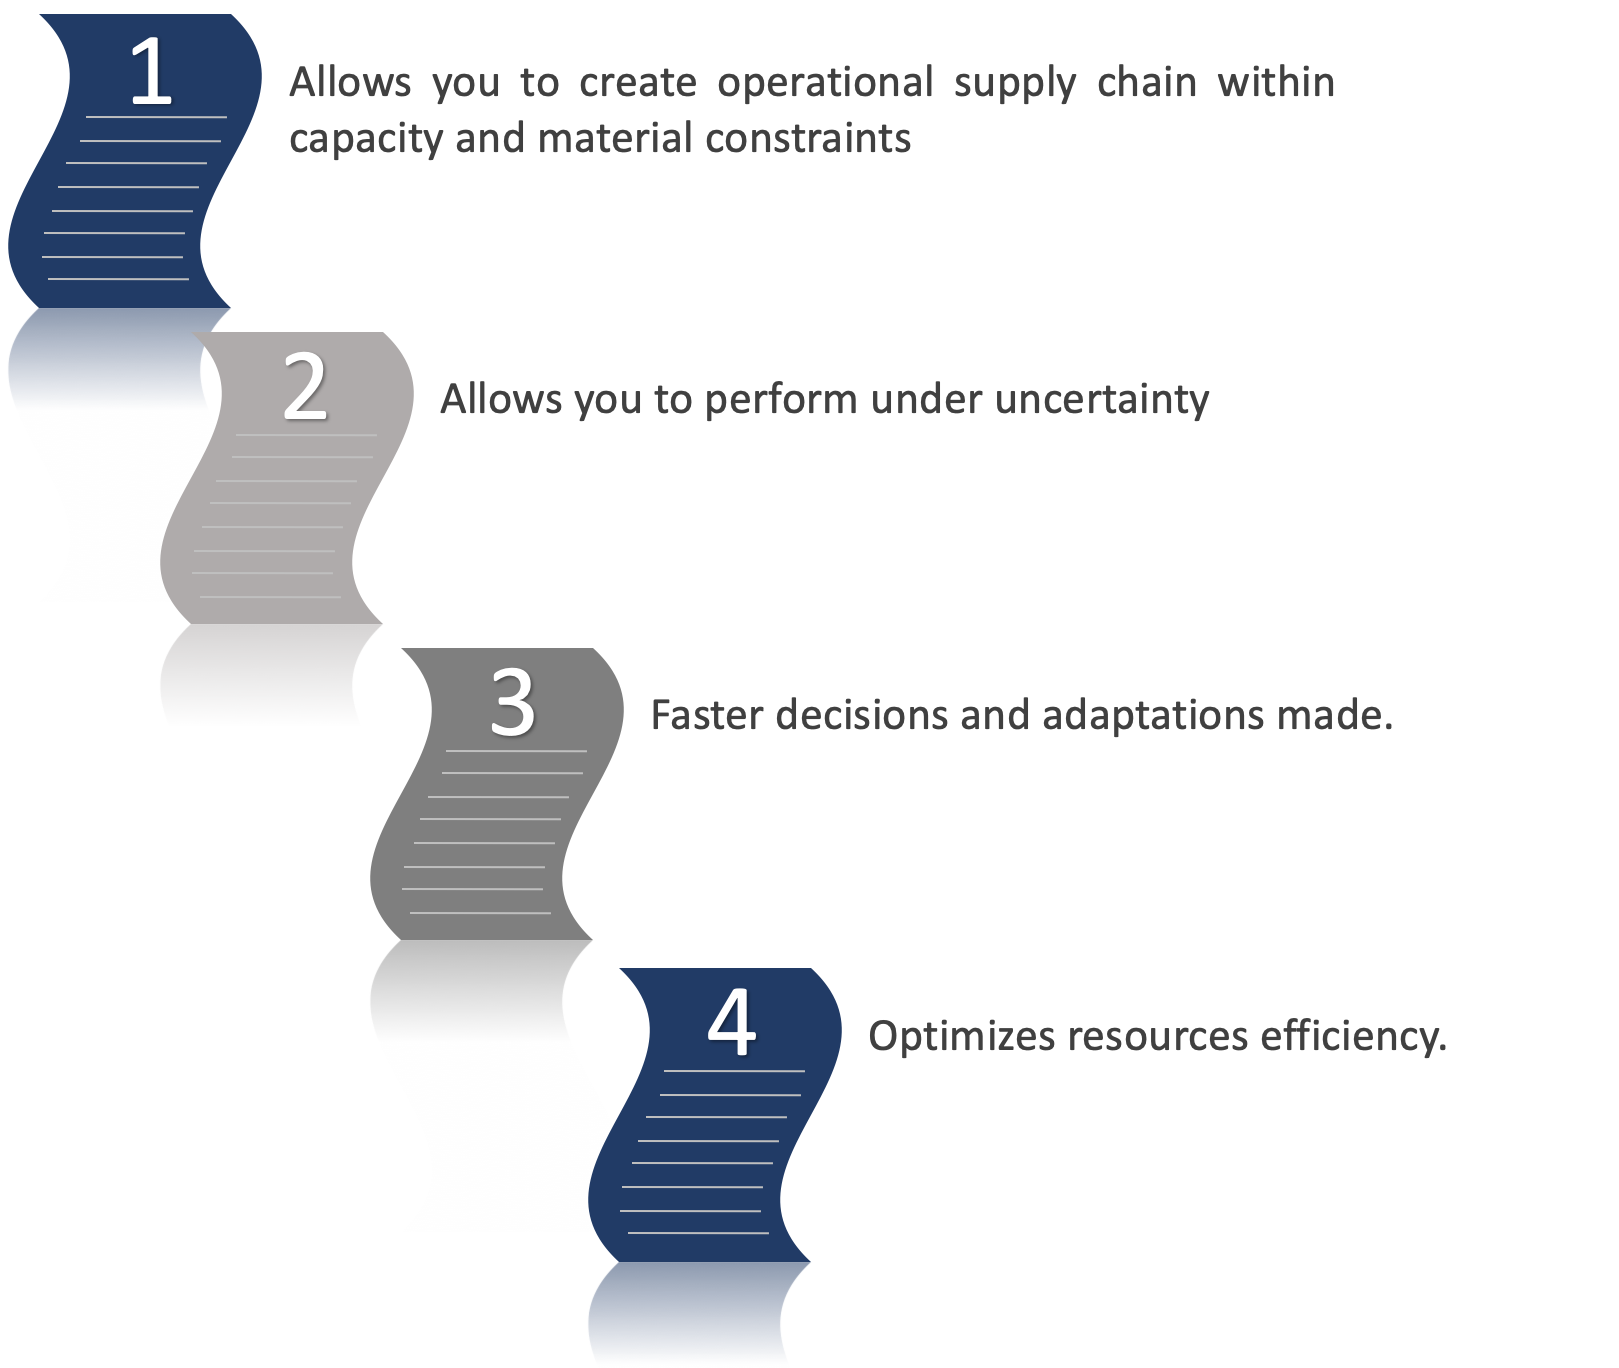 1
Allows you to create operational supply chain within
capacity and material constraints
2
Allows you to perform under uncertainty
3
Faster decisions and adaptations made.
4
Optimizes resources efficiency.